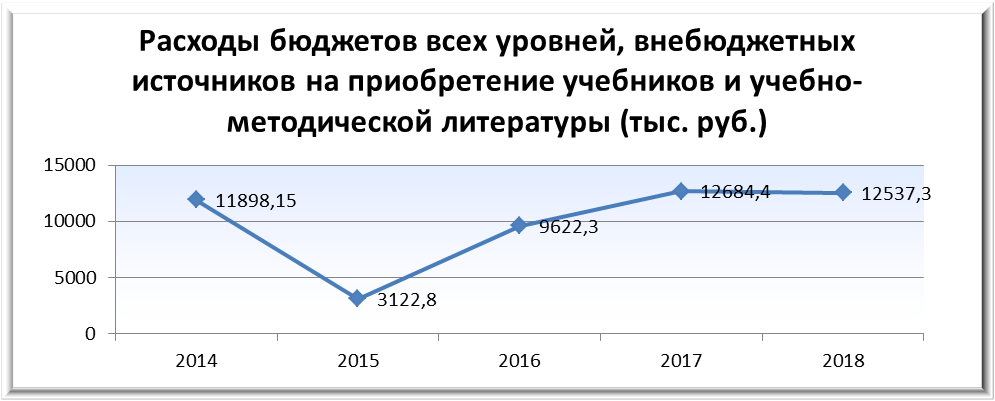 Расходы бюджетов всех уровней, внебюджетных
источников на приобретение учебников и учебно-
методической литературы (тыс. руб.)
15000
10000
5000
0
11898,15
3122,8
9622,3
12684,4
12537,3
2014 2015 2016 2017 2018